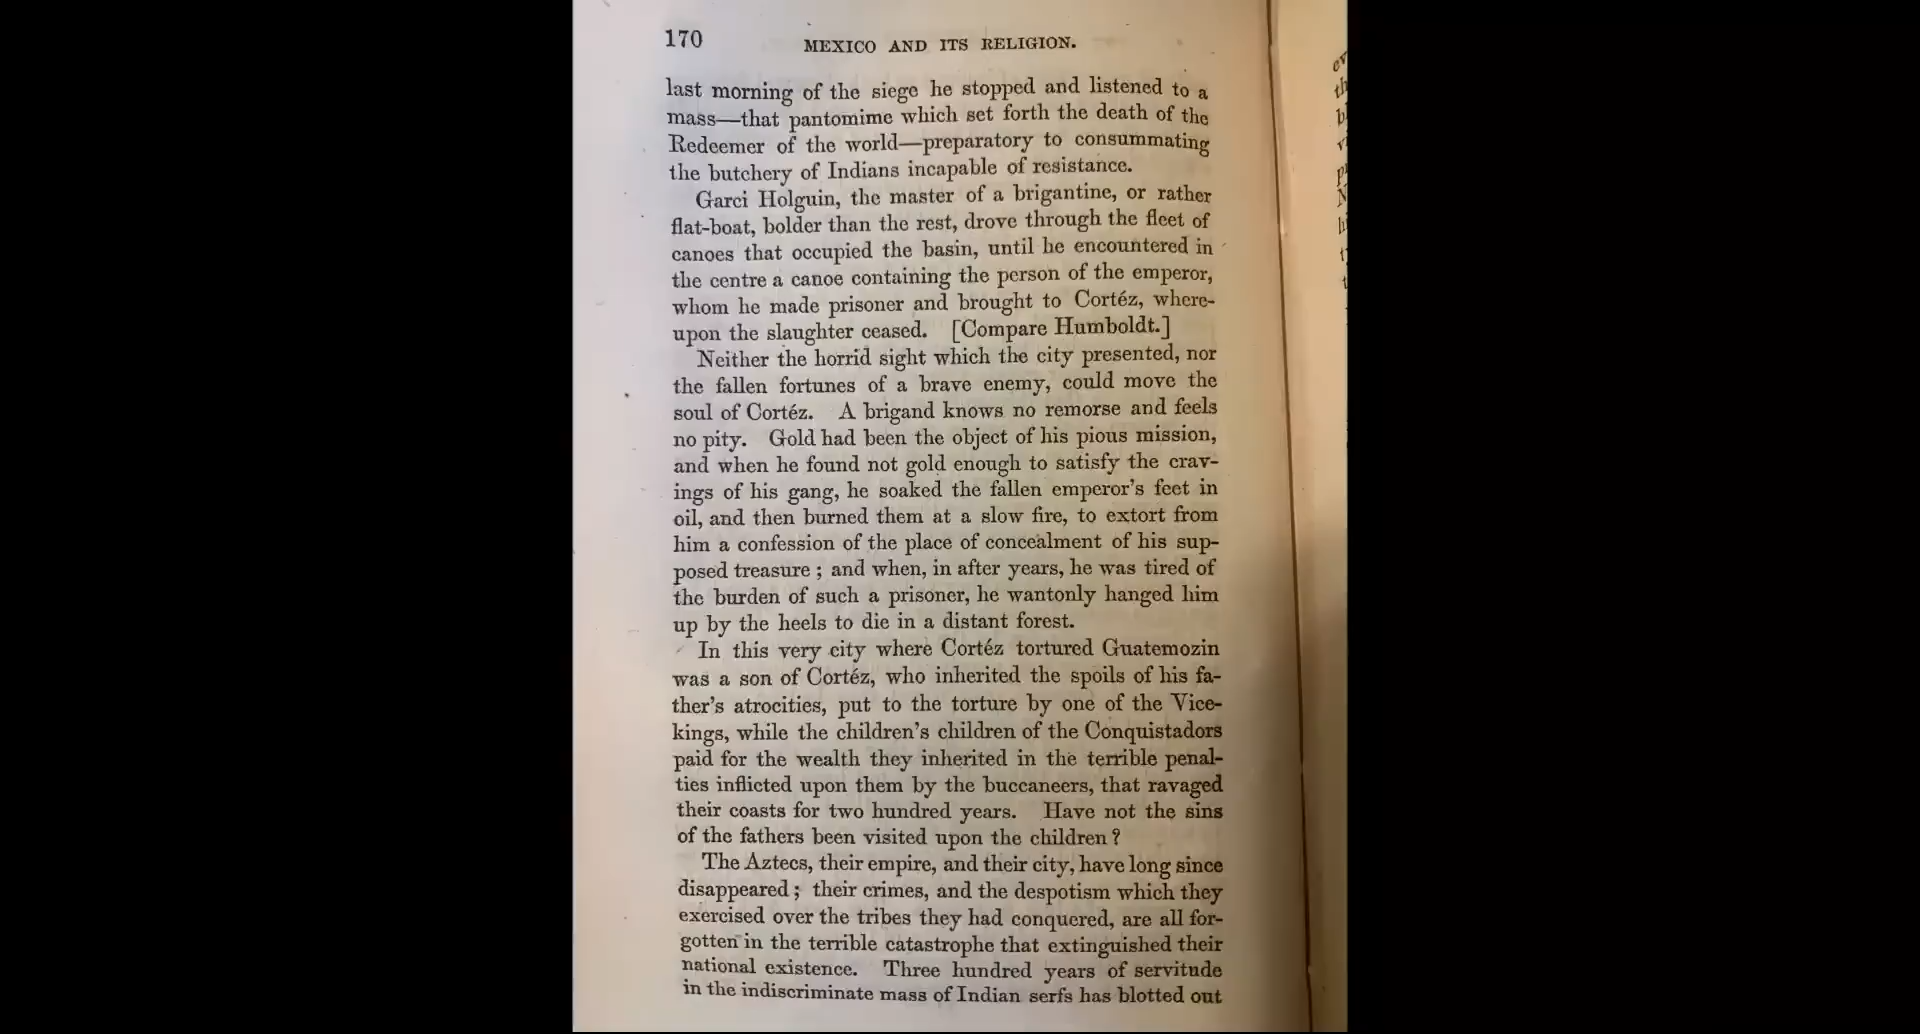 170
MEXICO AND ITS RELIGION.
last morning of the siege he stopped and listened to a
mass—that pantomime which set forth the death of the
Redeemer of the world—preparatory to consummating
the butchery of Indians incapable of resistance.
Garci Holguin, the master of a brigantine, or rather
flat-boat, bolder than the rest, drove through the fleet of
canoes that occupied the basin, until he encountered in
the centre a canoe containing the person of the emperor,
whom he made prisoner and brought to Cortéz, where-
upon the slaughter ceased. [Compare Humboldt.]
Neither the horrid sight which the city presented, nor
the fallen fortunes of a brave enemy, could move the
soul of Cortéz. A brigand knows no remorse and feels
no pity. Gold had been the object of his pious mission,
and when he found not gold enough to satisfy the crav-
ings of his gang, he soaked the fallen emperor's feet in
oil, and then burned them at a slow fire, to extort from
him a confession of the place of concealment of his sup-
posed treasure ; and when, in after years, he was tired of
the burden of such a prisoner, he wantonly hanged him
up by the heels to die in a distant forest.
In this very city where Cortéz tortured Guatemozin
was a son of Cortéz, who inherited the spoils of his fa-
ther's atrocities, put to the torture by one of the Vice-
kings, while the children's children of the Conquistadors
paid for the wealth they inherited in the terrible penal-
ties inflicted upon them by the buccaneers, that ravaged
their coasts for two hundred years. Have not the sins
of the fathers been visited upon the children ?
The Aztecs, their empire, and their city, have long since
disappeared ; their crimes, and the despotism which they
exercised over the tribes they had conquered, are all for-
gotten in the terrible catastrophe that extinguished their
national existence. Three hundred years of servitude
in the indiscriminate mass of Indian serfs has blotted out